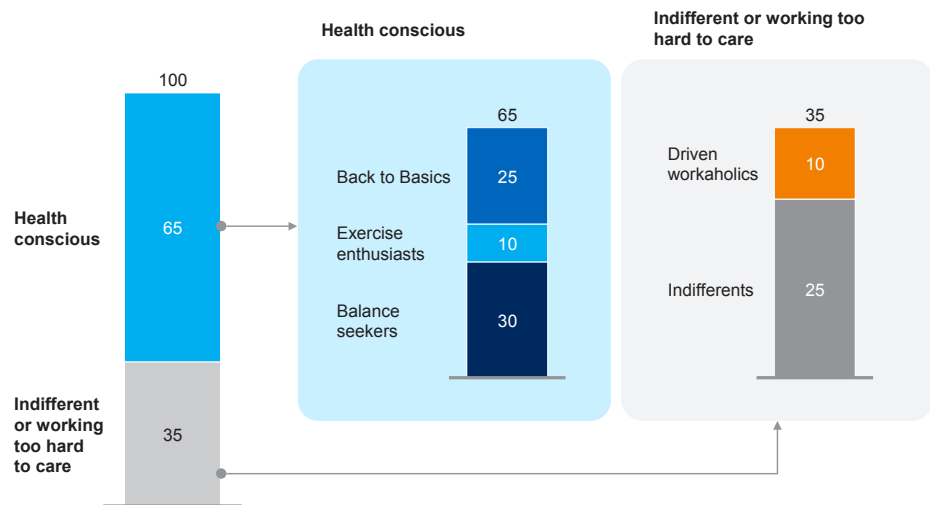 Health conscious
Indifferent or working too
hard to care
100
65
35
Health
conscious
Indifferent
or working
too hard
to care
65
Back to Basics
25
Exercise
enthusiasts
10
Balance
seekers
30
35
Driven
workaholics
10
Indifferents
25